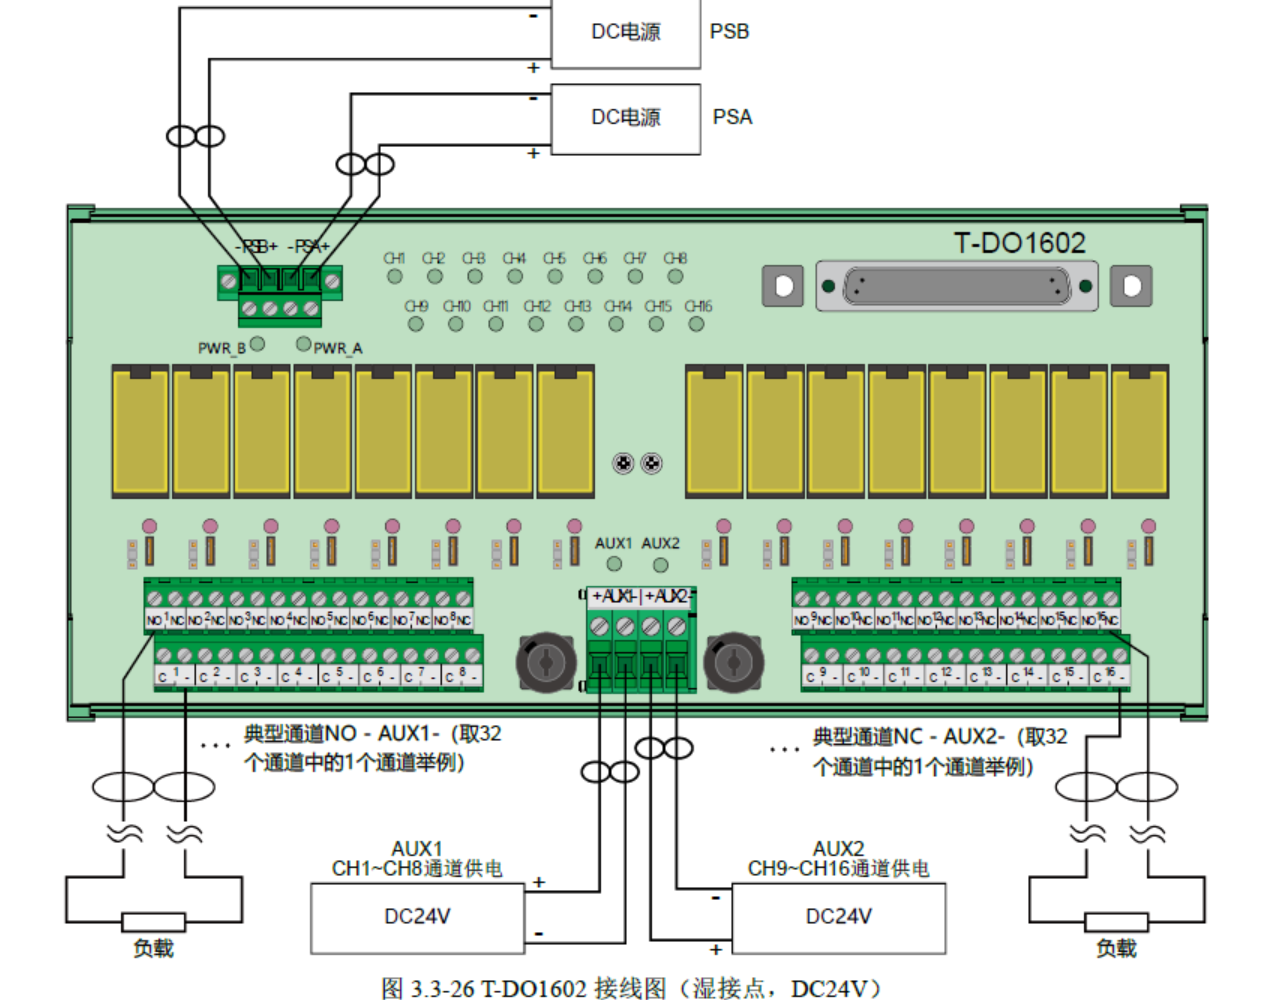 -
DC电源 PSB
+
-
DC电源 PSA
+
T-DO1602
-PSB+ -PSA+
CH1 CH2 CH3 CH4 CH5 CH6 CH7 CH8
CH9 CH10 CH11 CH12 CH13 CH14 CH15 CH16
PWR_B PWR_A
AUX1 AUX2
+AUX1-|+AUX2-
NO 1 NC NO 2 NC NO 3 NC NO 4 NC NO 5 NC NO 6 NC NO 7 NC NO 8 NC
NO 9 NC NO 10 NC NO 11 NC NO 12 NC NO 13 NC NO 14 NC NO 15 NC NO 16 NC
C 1 - C 2 - C 3 - C 4 - C 5 - C 6 - C 7 - C 8 -
C 9 - C 10 - C 11 - C 12 - C 13 - C 14 - C 15 - C 16 -
... 典型通道NO - AUX1-（取32
个通道中的1个通道举例）
... 典型通道NC - AUX2-（取32
个通道中的1个通道举例）
AUX1
CH1~CH8通道供电
+
DC24V
-
AUX2
CH9~CH16通道供电
-
DC24V
+
负载
负载
图 3.3-26 T-DO1602 接线图（湿接点，DC24V）